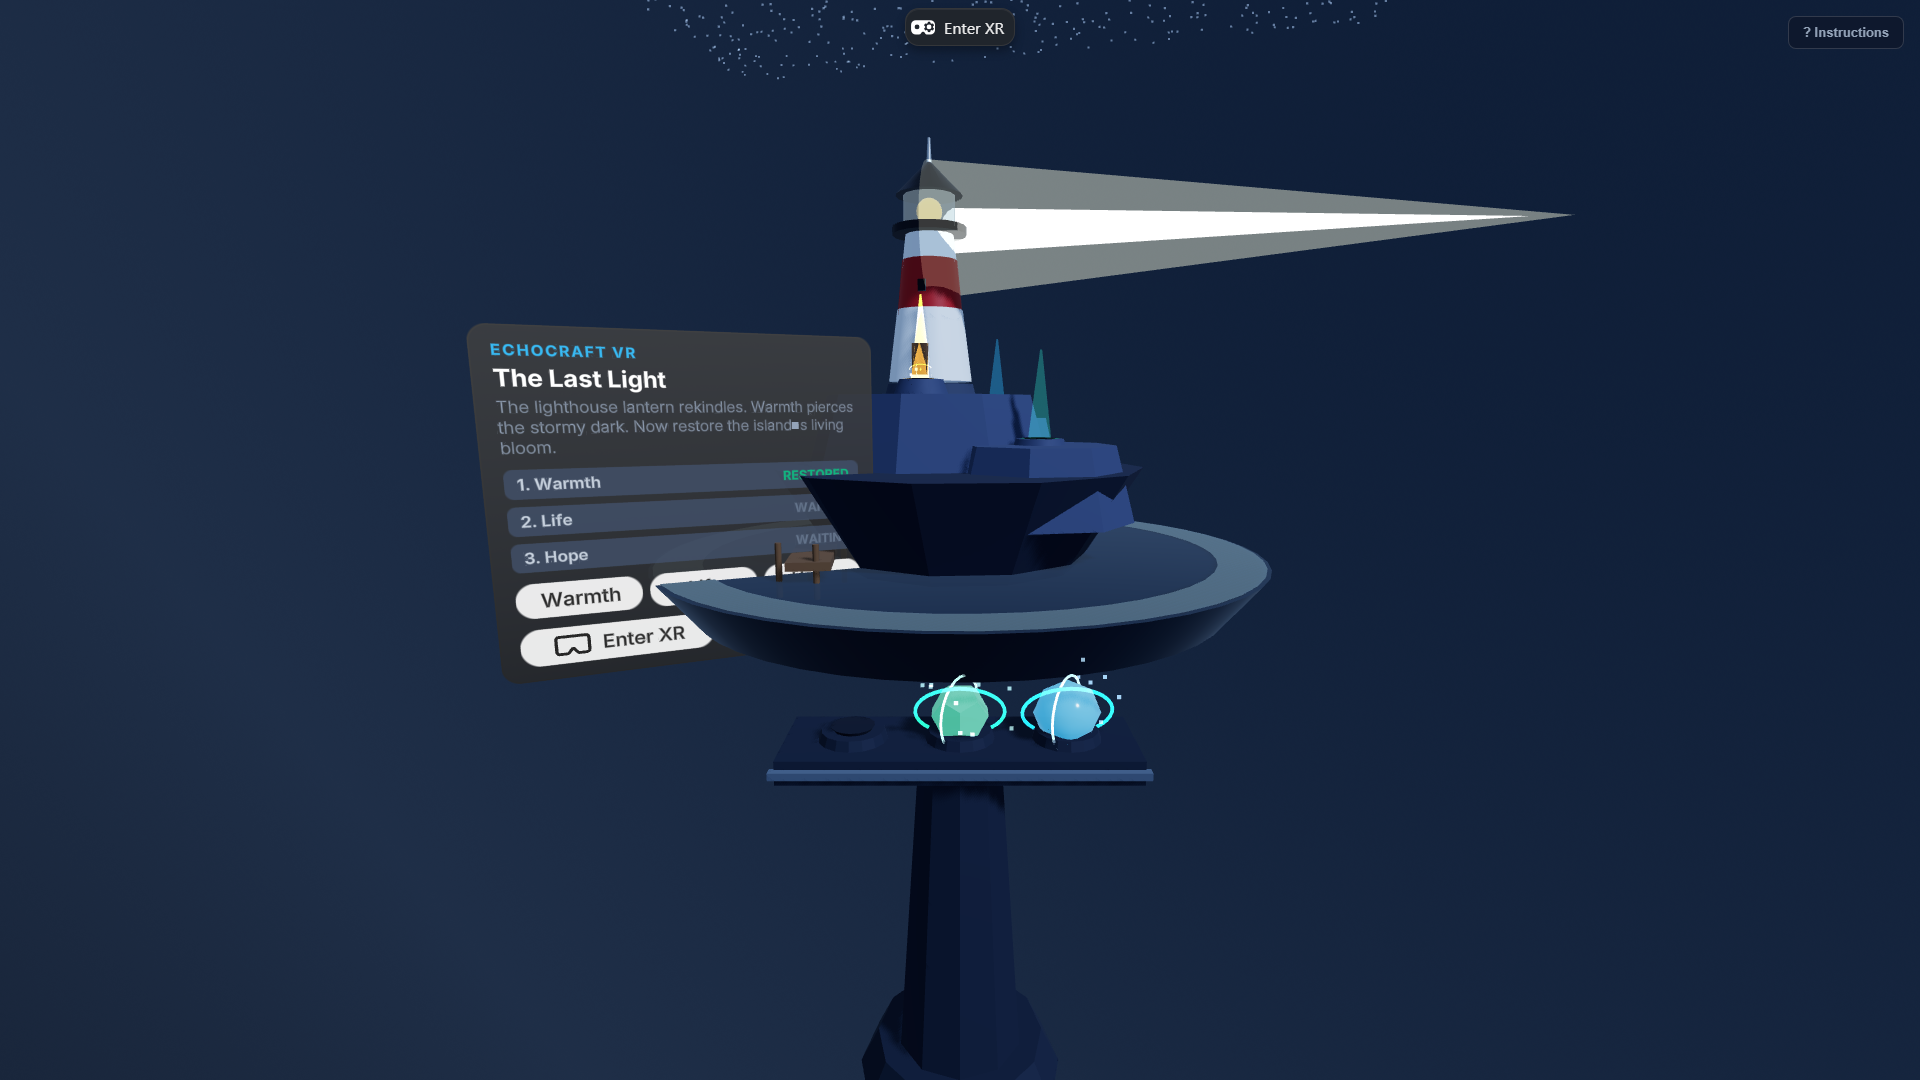 Enter XR
? Instructions
ECHOCRAFT VR
The Last Light
The lighthouse lantern rekindles. Warmth pierces
the stormy dark. Now restore the island■s living
bloom.
1. Warmth RESTORED
2. Life
3. Hope
Warmth
Enter XR